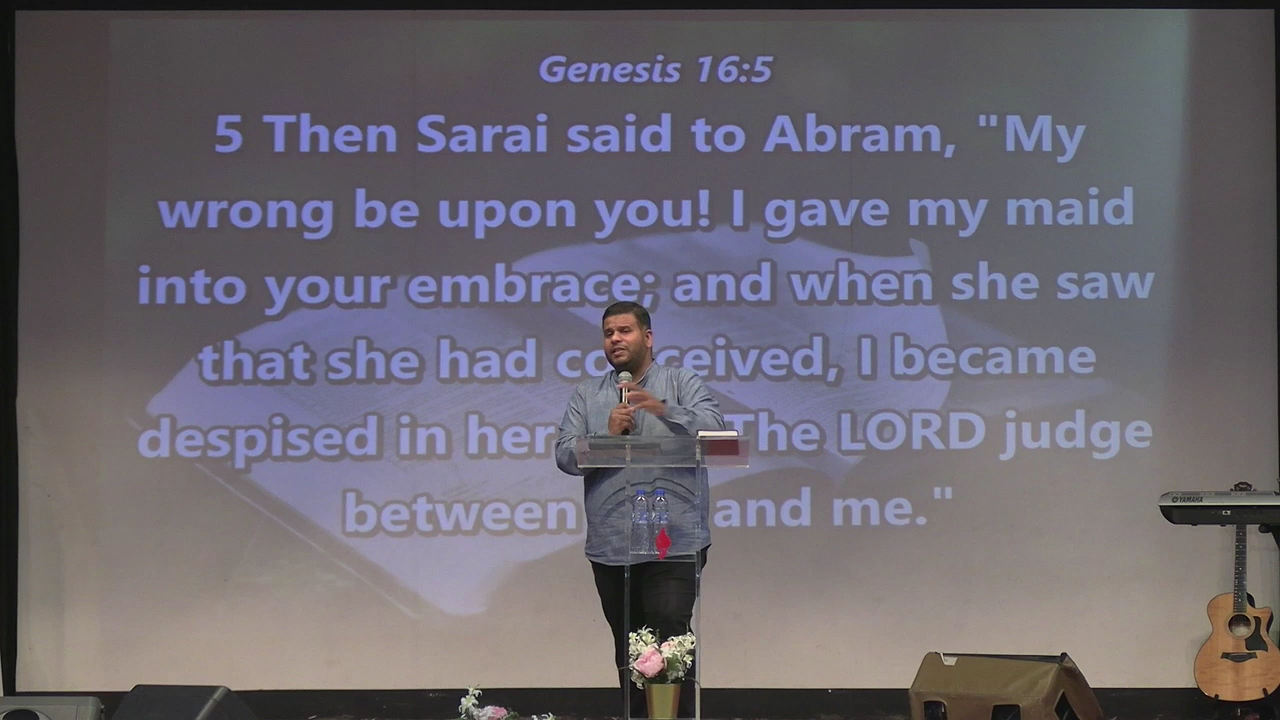 Genesis 16:5
5 Then Sarai said to Abram, "My
wrong be upon you! I gave my maid
into your embrace; and when she saw
that she had conceived, I became
despised in her The LORD judge
between and me."
YAMAHA